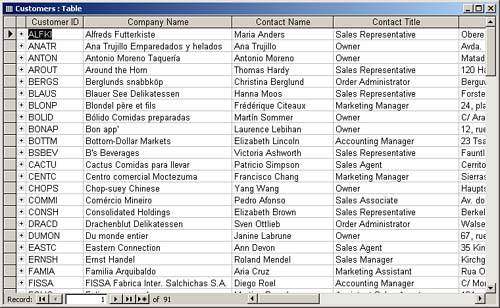 Customers : Table
Customer ID Company Name Contact Name Contact Title
ALFKI Alfreds Futterkiste Maria Anders Sales Representative Obere
ANATR Ana Trujillo Emparedados y helados Ana Trujillo Owner Avda.
ANTON Antonio Moreno Taquería Antonio Moreno Owner Matad
AROUT Around the Horn Thomas Hardy Sales Representative 120 Ha
BERGS Berglunds snabbköp Christina Berglund Order Administrator Berguv
BLAUS Blauer See Delikatessen Hanna Moos Sales Representative Forste
BLONP Blondel père et fils Frédérique Citeaux Marketing Manager 24, plac
BOLID Bólido Comidas preparadas Martín Sommer Owner C/ Ara
BONAP Bon app' Laurence Lebihan Owner 12, rue
BOTTM Bottom-Dollar Markets Elizabeth Lincoln Accounting Manager 23 Tsa
BSBEV B's Beverages Victoria Ashworth Sales Representative Fauntl
CACTU Cactus Comidas para llevar Patricio Simpson Sales Agent Cerrito
CENTC Centro comercial Moctezuma Francisco Chang Marketing Manager Sierras
CHOPS Chop-suey Chinese Yang Wang Owner Haupts
COMMI Comércio Mineiro Pedro Afonso Sales Associate Av. do
CONSH Consolidated Holdings Elizabeth Brown Sales Representative Berkel
DRACD Drachenblut Delikatessen Sven Ottlieb Order Administrator Walser
DUMON Du monde entier Janine Labrune Owner 67, rue
EASTC Eastern Connection Ann Devon Sales Agent 35 Kin
ERNSH Ernst Handel Roland Mendel Sales Manager Kirchg
FAMIA Familia Arquibaldo Aria Cruz Marketing Assistant Rua Or
FISSA FISSA Fabrica Inter. Salchichas S.A. Diego Roel Accounting Manager C/ Mora
Record: 1 of 91